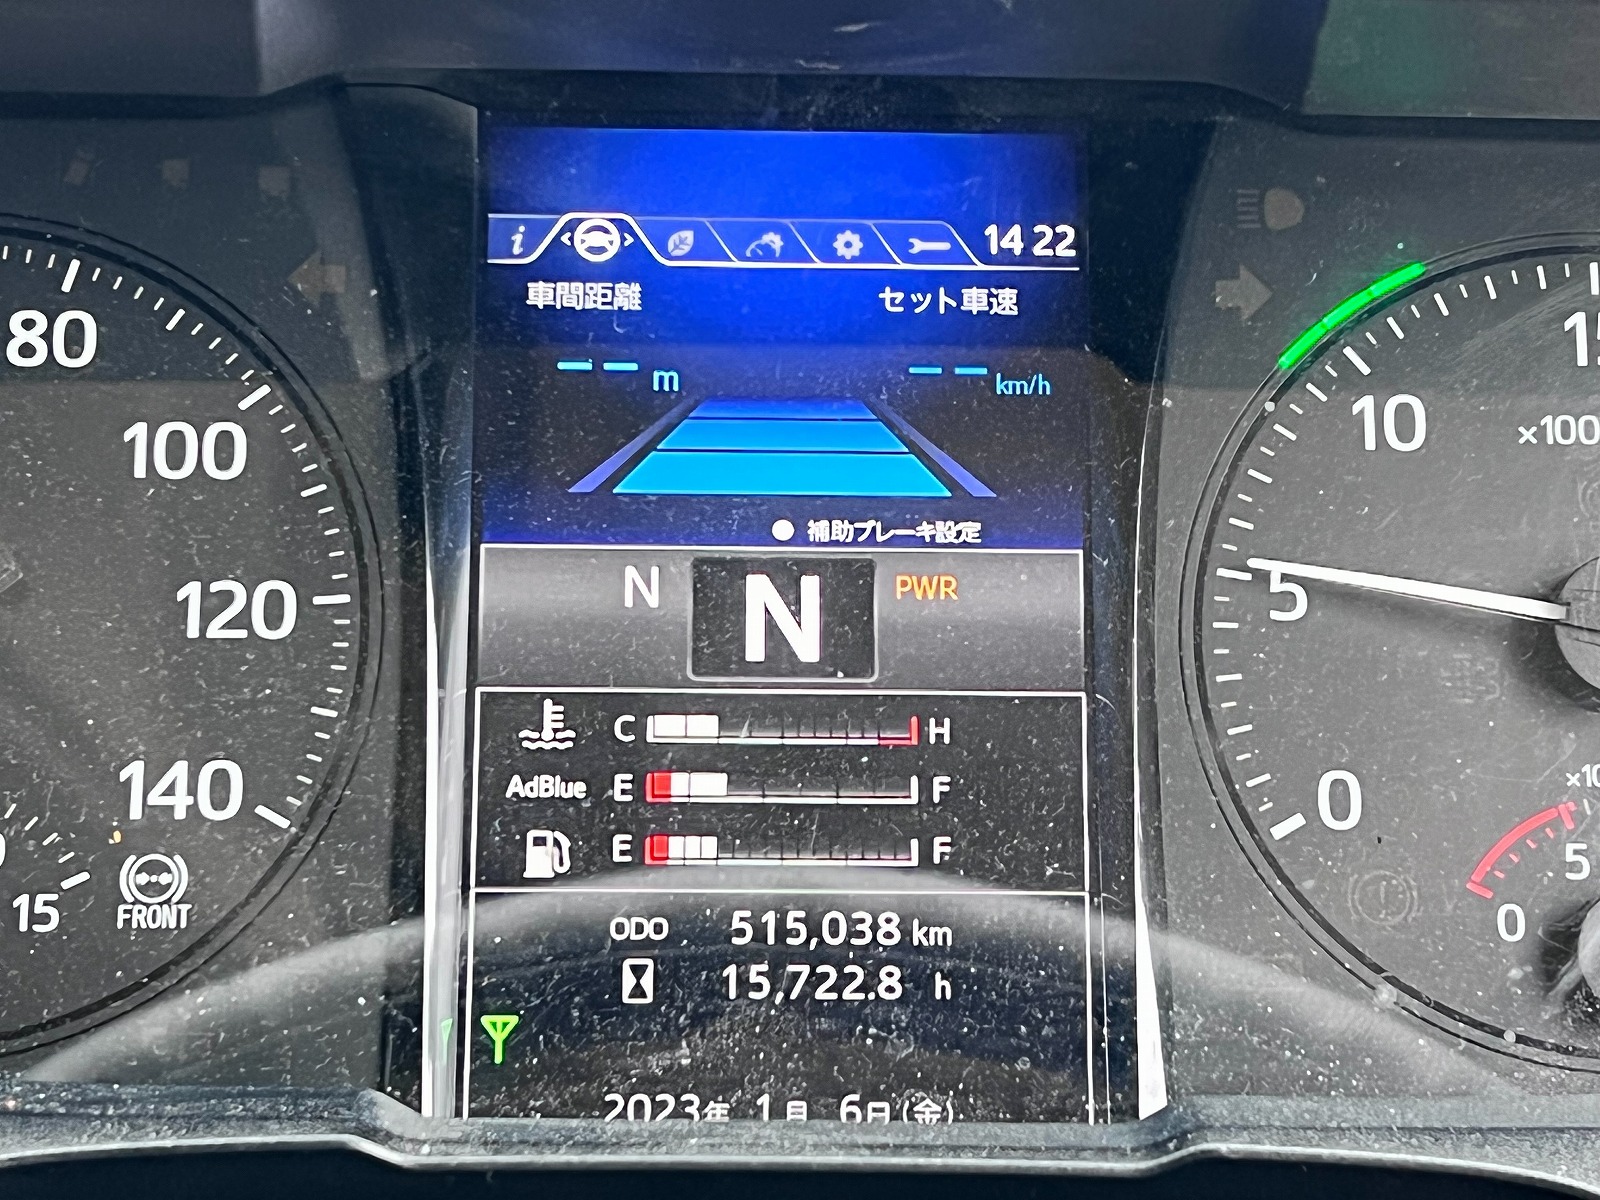 i 14 22
車間距離 セット車速
-- m -- km/h
● 補助ブレーキ設定
N N PWR
C H
AdBlue E F
E F
ODO 515,038 km
15,722.8 h
2023年 1月 6日(金)
80
100
120
140
15
FRONT
10
×100
5
0
5
0